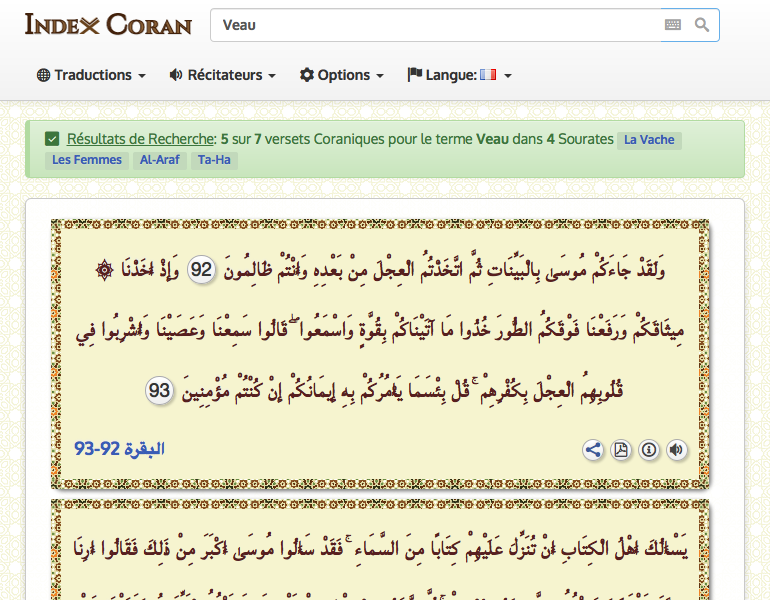 Index Coran
Veau
Traductions
Récitateurs
Options
Langue:
Résultats de Recherche: 5 sur 7 versets Coraniques pour le terme Veau dans 4 Sourates La Vache
Les Femmes Al-Araf Ta-Ha
وَلَقَدْ جَاءَكُمْ مُوسَى بِالْبَيِّنَاتِ ثُمَّ اتَّخَذْتُمُ الْعِجْلَ مِنْ بَعْدِهِ وَأَنْتُمْ ظَالِمُونَ 92 وَإِذْ أَخَذْنَا ۞
مِيثَاقَكُمْ وَرَفَعْنَا فَوْقَكُمُ الطُّورَ خُذُوا مَا آتَيْنَاكُمْ بِقُوَّةٍ وَاسْمَعُوا ۖ قَالُوا سَمِعْنَا وَعَصَيْنَا وَأُشْرِبُوا فِي
قُلُوبِهِمُ الْعِجْلَ بِكُفْرِهِمْ ۚ قُلْ بِئْسَمَا يَأْمُرُكُمْ بِهِ إِيمَانُكُمْ إِنْ كُنْتُمْ مُؤْمِنِينَ 93
البقرة 92-93
يَسْأَلُكَ أَهْلُ الْكِتَابِ أَنْ تُنَزِّلَ عَلَيْهِمْ كِتَابًا مِنَ السَّمَاءِ ۚ فَقَدْ سَأَلُوا مُوسَى أَكْبَرَ مِنْ ذَلِكَ فَقَالُوا أَرِنَا